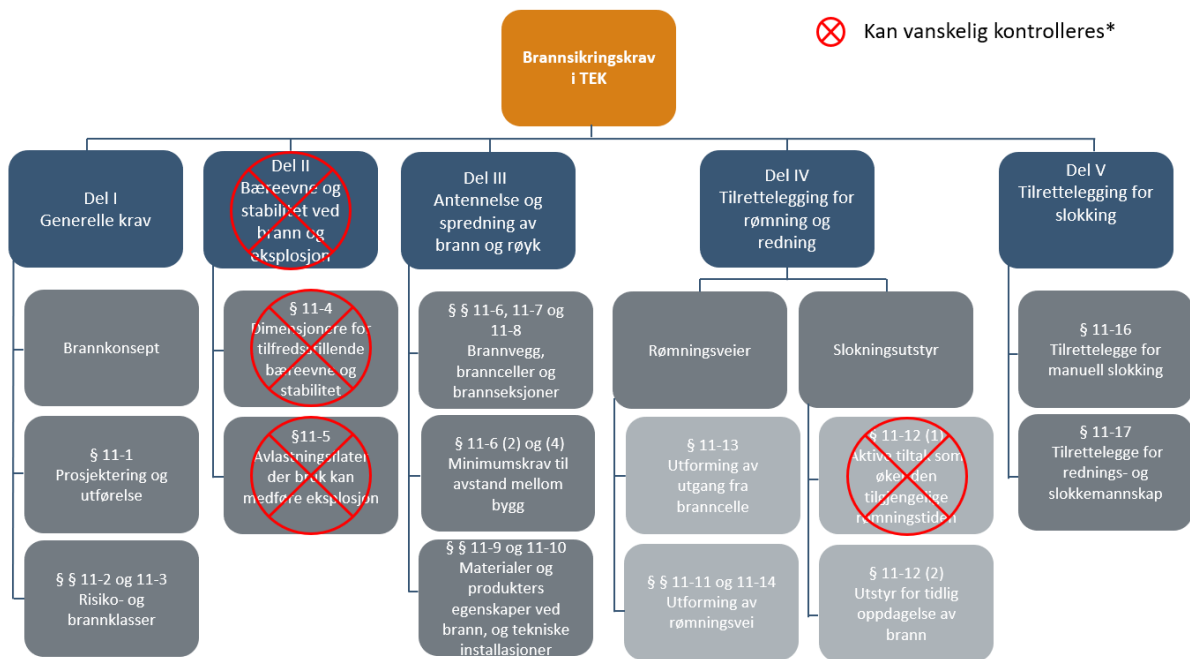 Kan vanskelig kontrolleres*
Brannsikringskrav
i TEK
Del I
Generelle krav
Del II
Bæreevne og
stabilitet ved
brann og
eksplosjon
Del III
Antennelse og
spredning av
brann og røyk
Del IV
Tilrettelegging for
rømning og
redning
Del V
Tilrettelegging for
slokking
Brannkonsept
§ 11-1
Prosjektering og
utførelse
§ § 11-2 og 11-3
Risiko- og
brannklasser
§ 11-4
Dimensjonere for
tilfredsstillende
bæreevne og
stabilitet
§11-5
Avlastningsflater
der bruk kan
medføre eksplosjon
§ § 11-6, 11-7 og
11-8
Brannvegg,
brannceller og
brannseksjoner
§ 11-6 (2) og (4)
Minimumskrav til
avstand mellom
bygg
§ § 11-9 og 11-10
Materialer og
produkters
egenskaper ved
brann, og tekniske
installasjoner
Rømningsveier
§ 11-13
Utforming av
utgang fra
branncelle
§ § 11-11 og 11-14
Utforming av
rømningsvei
Slokningsutstyr
§ 11-12 (1)
Aktive tiltak som
øker den
tilgjengelige
rømningstiden
§ 11-12 (2)
Utstyr for tidlig
oppdagelse av
brann
§ 11-16
Tilrettelegge for
manuell slokking
§ 11-17
Tilrettelegge for
rednings- og
slokkemannskap